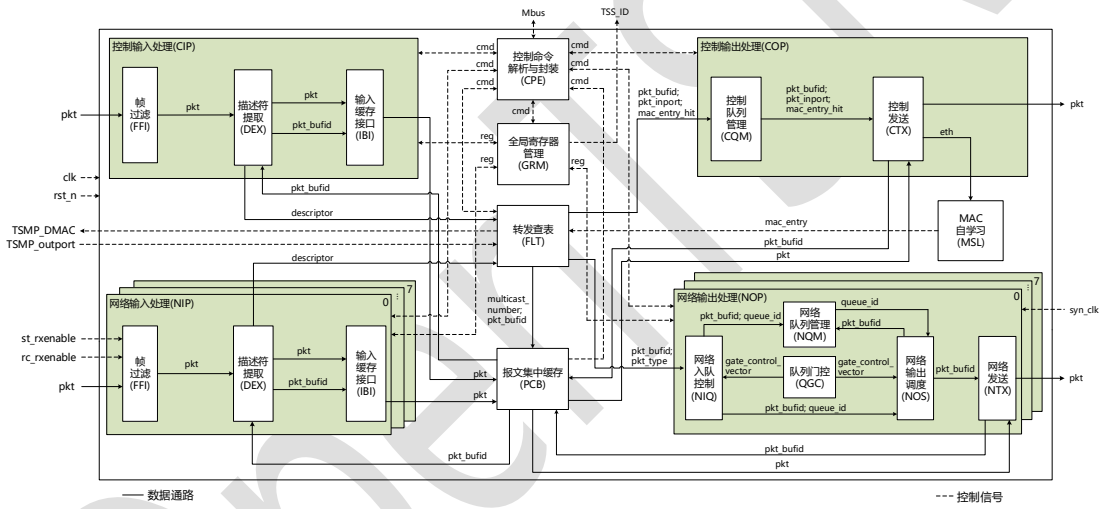 Mbus
TSS_ID
控制输入处理(CIP)
帧
过滤
(FFI)
pkt
pkt
描述符
提取
(DEX)
pkt
pkt_bufid
输入
缓存
接口
(IBI)
cmd
cmd
cmd
cmd
控制命令
解析与封装
(CPE)
cmd
cmd
cmd
cmd
reg
reg
全局寄存器
管理
(GRM)
reg
控制输出处理(COP)
pkt_bufid;
pkt_inport;
mac_entry_hit
控制
队列
管理
(CQM)
pkt_bufid;
pkt_inport;
mac_entry_hit
控制
发送
(CTX)
pkt
eth
clk
rst_n
pkt_bufid
descriptor
TSMP_DMAC
TSMP_outport
转发查表
(FLT)
mac_entry
MAC
自学习
(MSL)
pkt_bufid
pkt
descriptor
网络输入处理(NIP)
0
7
st_rxenable
rc_rxenable
pkt
帧
过滤
(FFI)
pkt
描述符
提取
(DEX)
pkt
pkt_bufid
输入
缓存
接口
(IBI)
multicast_
number;
pkt_bufid
pkt
pkt
报文集中缓存
(PCB)
pkt_bufid;
pkt_type
网络输出处理(NOP)
0
7
syn_clk
pkt_bufid; queue_id
网络
队列管理
(NQM)
queue_id
pkt_bufid
网络
入队
控制
(NIQ)
gate_control_
vector
队列门控
(QGC)
gate_control_
vector
网络
输出
调度
(NOS)
pkt_bufid
网络
发送
(NTX)
pkt
pkt_bufid; queue_id
pkt_bufid
pkt_bufid
pkt
数据通路
控制信号